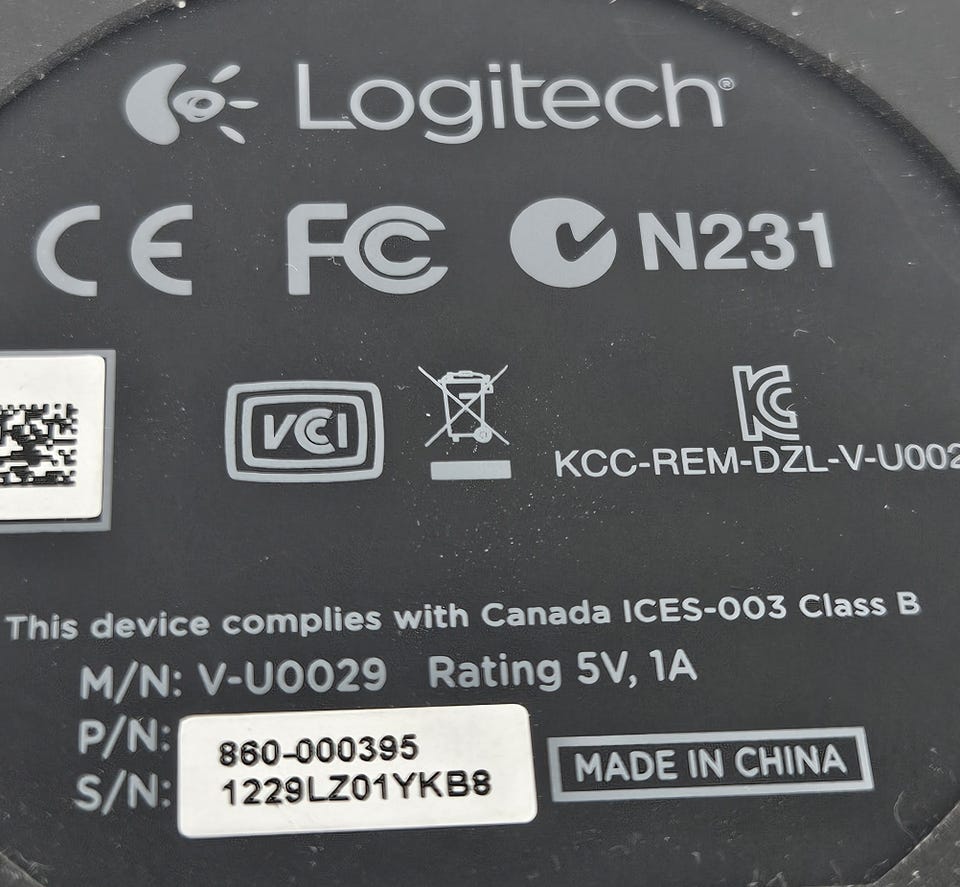 Logitech®
CE FC N231
VCI
KCC-REM-DZL-V-U002
This device complies with Canada ICES-003 Class B
M/N: V-U0029 Rating 5V, 1A
P/N: 860-000395
S/N: 1229LZ01YKB8
MADE IN CHINA